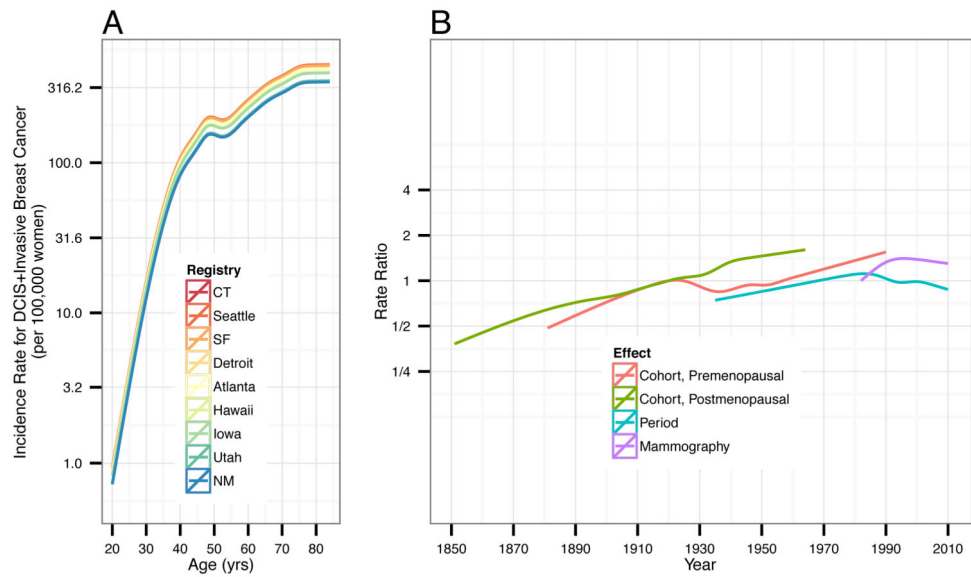 A
Incidence Rate for DCIS+Invasive Breast Cancer
(per 100,000 women)
316.2
100.0
31.6
10.0
3.2
1.0
Registry
CT
Seattle
SF
Detroit
Atlanta
Hawaii
Iowa
Utah
NM
20 30 40 50 60 70 80
Age (yrs)
B
Rate Ratio
4
2
1
1/2
1/4
Effect
Cohort, Premenopausal
Cohort, Postmenopausal
Period
Mammography
1850 1870 1890 1910 1930 1950 1970 1990 2010
Year